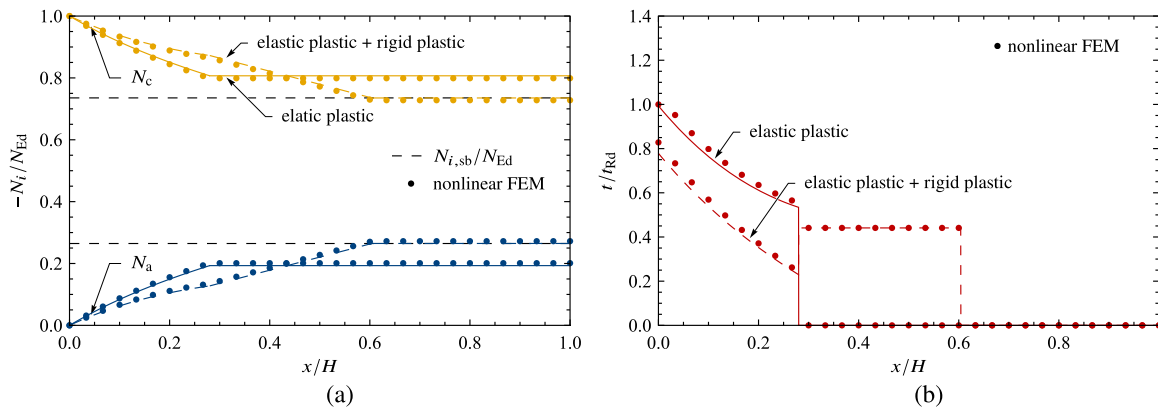 1.0
0.8
0.6
0.4
0.2
0.0
−N_i/N_Ed
elastic plastic + rigid plastic
N_c
elatic plastic
N_i,sb/N_Ed
nonlinear FEM
N_a
0.0 0.2 0.4 0.6 0.8 1.0
x/H
(a)
1.4
1.2
1.0
0.8
0.6
0.4
0.2
0.0
t/t_Rd
nonlinear FEM
elastic plastic
elastic plastic + rigid plastic
0.0 0.2 0.4 0.6 0.8
x/H
(b)